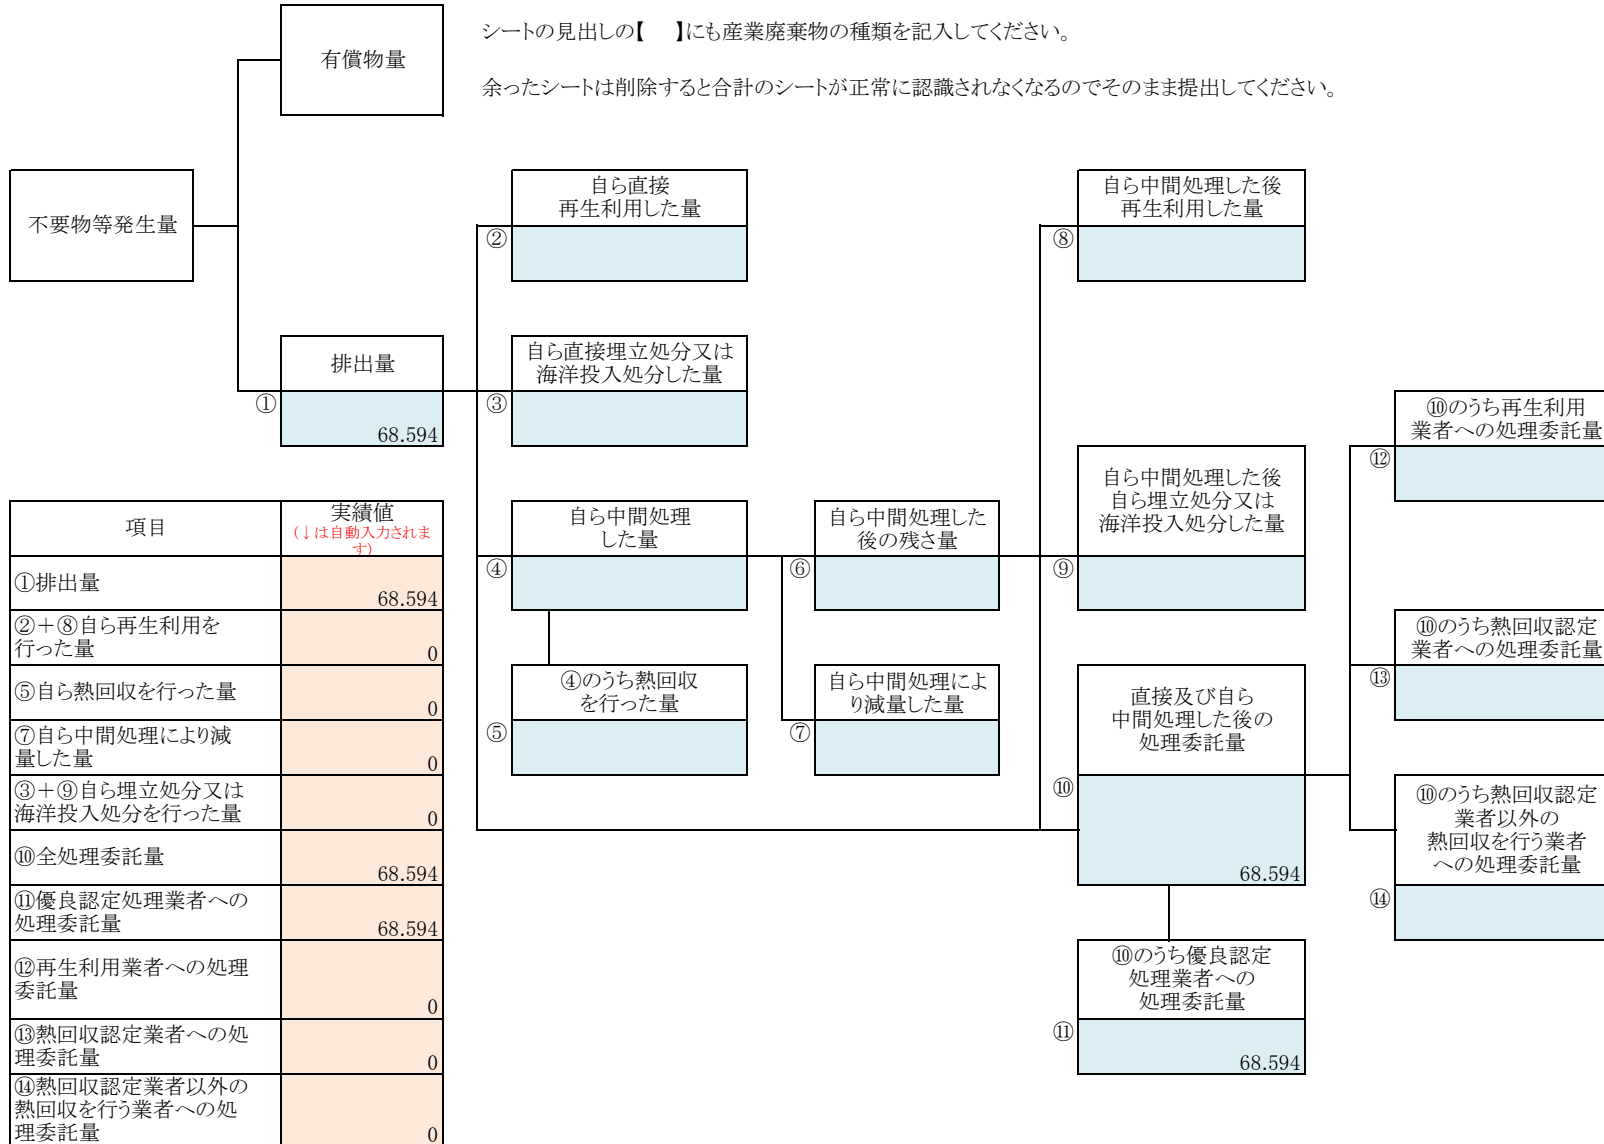 シートの見出しの【　】にも産業廃棄物の種類を記入してください。
余ったシートは削除すると合計のシートが正常に認識されなくなるのでそのまま提出してください。
有償物量
不要物等発生量
自ら直接
再生利用した量
②
自ら中間処理した後
再生利用した量
⑧
排出量
①
68.594
自ら直接埋立処分又は
海洋投入処分した量
③
⑩のうち再生利用
業者への処理委託量
⑫
自ら中間処理
した量
④
自ら中間処理した
後の残さ量
⑥
自ら中間処理した後
自ら埋立処分又は
海洋投入処分した量
⑨
⑩のうち熱回収認定
業者への処理委託量
⑬
④のうち熱回収
を行った量
⑤
自ら中間処理によ
り減量した量
⑦
直接及び自ら
中間処理した後の
処理委託量
⑩
68.594
⑩のうち熱回収認定
業者以外の
熱回収を行う業者
への処理委託量
⑭
⑩のうち優良認定
処理業者への
処理委託量
⑪
68.594
項目
実績値
(↓は自動入力されま
す)
①排出量
68.594
②＋⑧自ら再生利用を
行った量
0
⑤自ら熱回収を行った量
0
⑦自ら中間処理により減
量した量
0
③＋⑨自ら埋立処分又は
海洋投入処分を行った量
0
⑩全処理委託量
68.594
⑪優良認定処理業者への
処理委託量
68.594
⑫再生利用業者への処理
委託量
0
⑬熱回収認定業者への処
理委託量
0
⑭熱回収認定業者以外の
熱回収を行う業者への処
理委託量
0